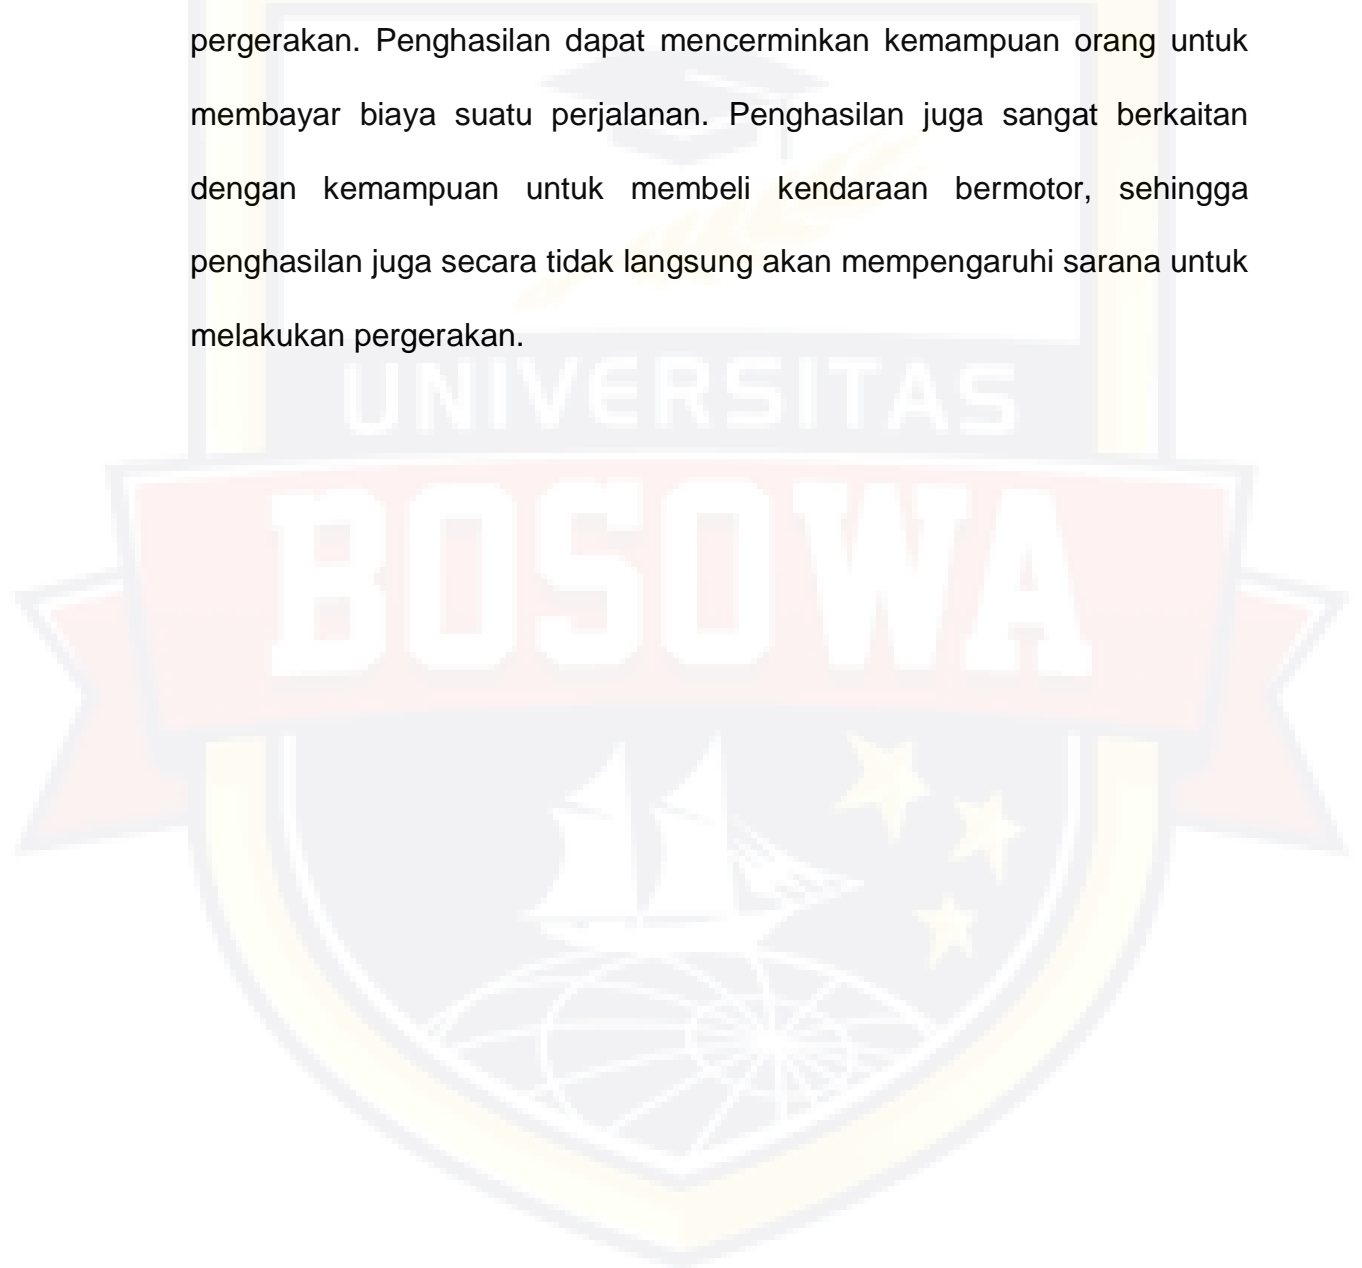 pergerakan. Penghasilan dapat mencerminkan kemampuan orang untuk
membayar biaya suatu perjalanan. Penghasilan juga sangat berkaitan
dengan kemampuan untuk membeli kendaraan bermotor, sehingga
penghasilan juga secara tidak langsung akan mempengaruhi sarana untuk
melakukan pergerakan.
UNIVERSITAS
BOSOWA